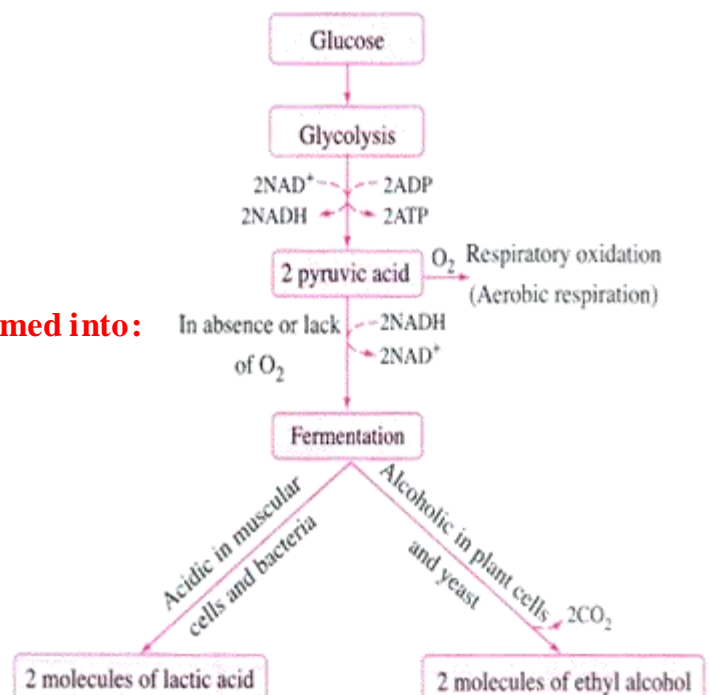 Glucose
Glycolysis
2NAD⁺ 2ADP
2NADH 2ATP
2 pyruvic acid
O₂ Respiratory oxidation
(Aerobic respiration)
med into:
In absence or lack
of O₂
2NADH
2NAD⁺
Fermentation
Acidic in muscular
cells and bacteria
Alcoholic in plant cells
and yeast
2CO₂
2 molecules of lactic acid
2 molecules of ethyl alcohol